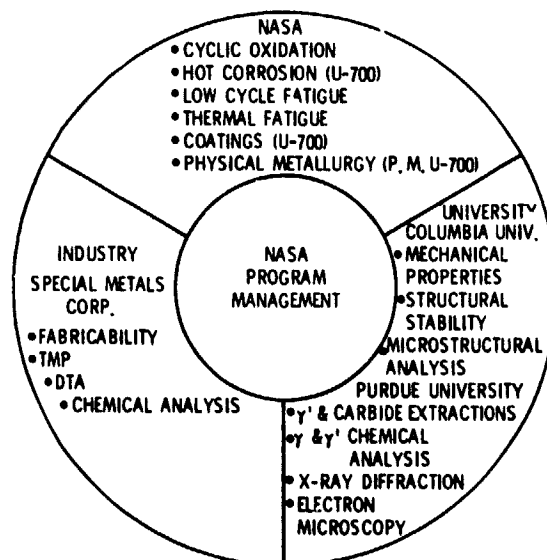 NASA
• CYCLIC OXIDATION
• HOT CORROSION (U-700)
• LOW CYCLE FATIGUE
• THERMAL FATIGUE
• COATINGS (U-700)
• PHYSICAL METALLURGY (P. M. U-700)
INDUSTRY
SPECIAL METALS
CORP.
• FABRICABILITY
• TMP
• DTA
• CHEMICAL ANALYSIS
NASA
PROGRAM
MANAGEMENT
UNIVERSITY
COLUMBIA UNIV.
• MECHANICAL
PROPERTIES
• STRUCTURAL
STABILITY
• MICROSTRUCTURAL
ANALYSIS
PURDUE UNIVERSITY
• γ' & CARBIDE EXTRACTIONS
• γ & γ' CHEMICAL
ANALYSIS
• X-RAY DIFFRACTION
• ELECTRON
MICROSCOPY